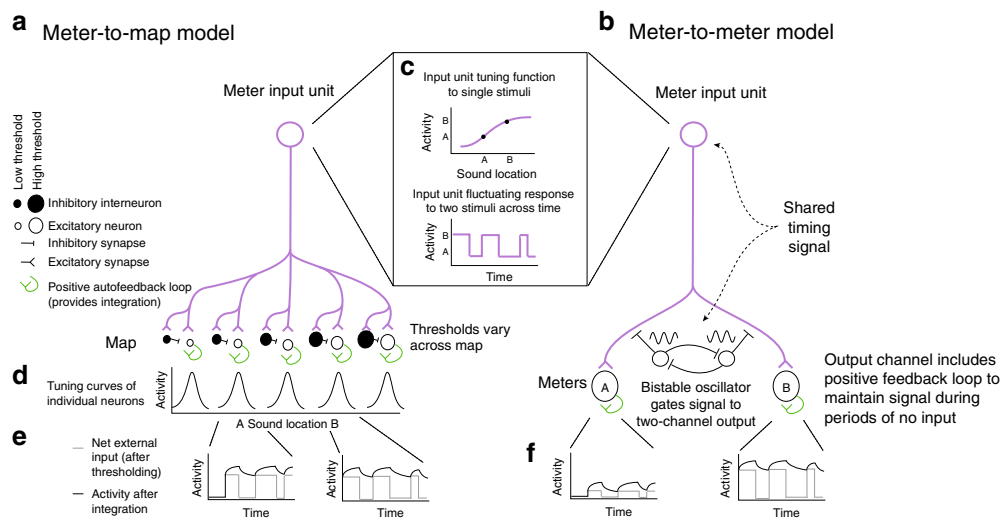 a Meter-to-map model
b Meter-to-meter model
Meter input unit
c
Input unit tuning function
to single stimuli
Activity
B
A
A B
Sound location
Input unit fluctuating response
to two stimuli across time
Activity
B
A
Time
Meter input unit
Shared
timing
signal
Low threshold
High threshold
Inhibitory interneuron
Excitatory neuron
Inhibitory synapse
Excitatory synapse
Positive autofeedback loop
(provides integration)
Map
Thresholds vary
across map
d
Tuning curves of
individual neurons
Activity
A Sound location B
e
Net external
input (after
thresholding)
Activity after
integration
Activity
Time
Activity
Time
Meters
A
B
Bistable oscillator
gates signal to
two-channel output
Output channel includes
positive feedback loop to
maintain signal during
periods of no input
f
Activity
Time
Activity
Time